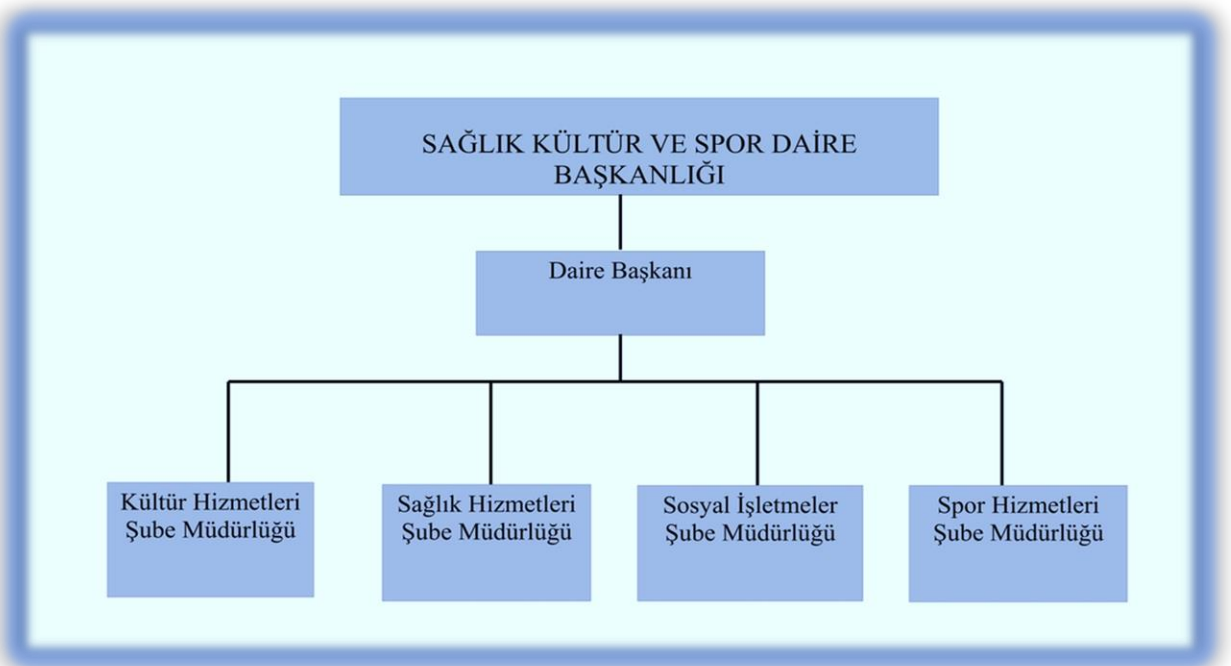 SAĞLIK KÜLTÜR VE SPOR DAİRE
BAŞKANLIĞI
Daire Başkanı
Kültür Hizmetleri
Şube Müdürlüğü
Sağlık Hizmetleri
Şube Müdürlüğü
Sosyal İşletmeler
Şube Müdürlüğü
Spor Hizmetleri
Şube Müdürlüğü